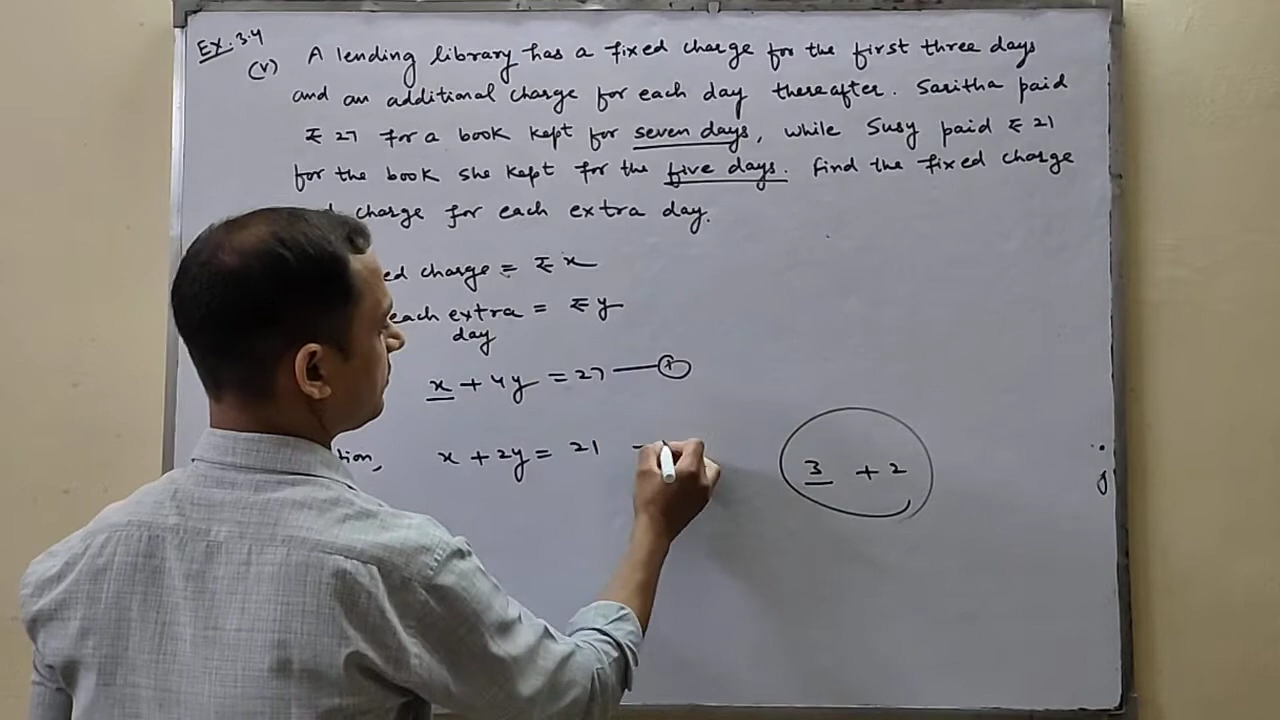 Ex. 3.4
(v) A lending library has a fixed charge for the first three days
and an additional charge for each day thereafter. Saritha paid
₹ 27 for a book kept for seven days, while Susy paid ₹ 21
for the book she kept for the five days. find the fixed charge
charge for each extra day.
charge = ₹ x
each extra = ₹ y
day
x + 4y = 27
x + 2y = 21
3 + 2